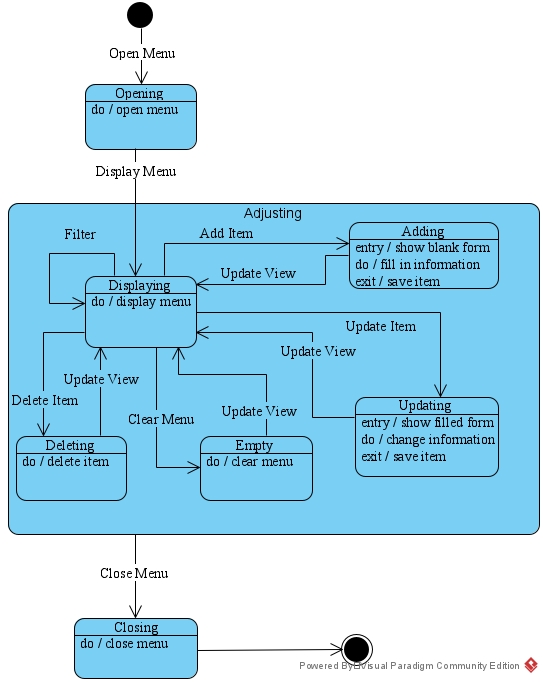 Open Menu
Opening
do / open menu
Display Menu
Adjusting
Filter
Add Item
Adding
entry / show blank form
do / fill in information
exit / save item
Update View
Displaying
do / display menu
Update Item
Update View
Update View
Delete Item
Clear Menu
Update View
Updating
entry / show filled form
do / change information
exit / save item
Deleting
do / delete item
Empty
do / clear menu
Close Menu
Closing
do / close menu
Powered By Visual Paradigm Community Edition